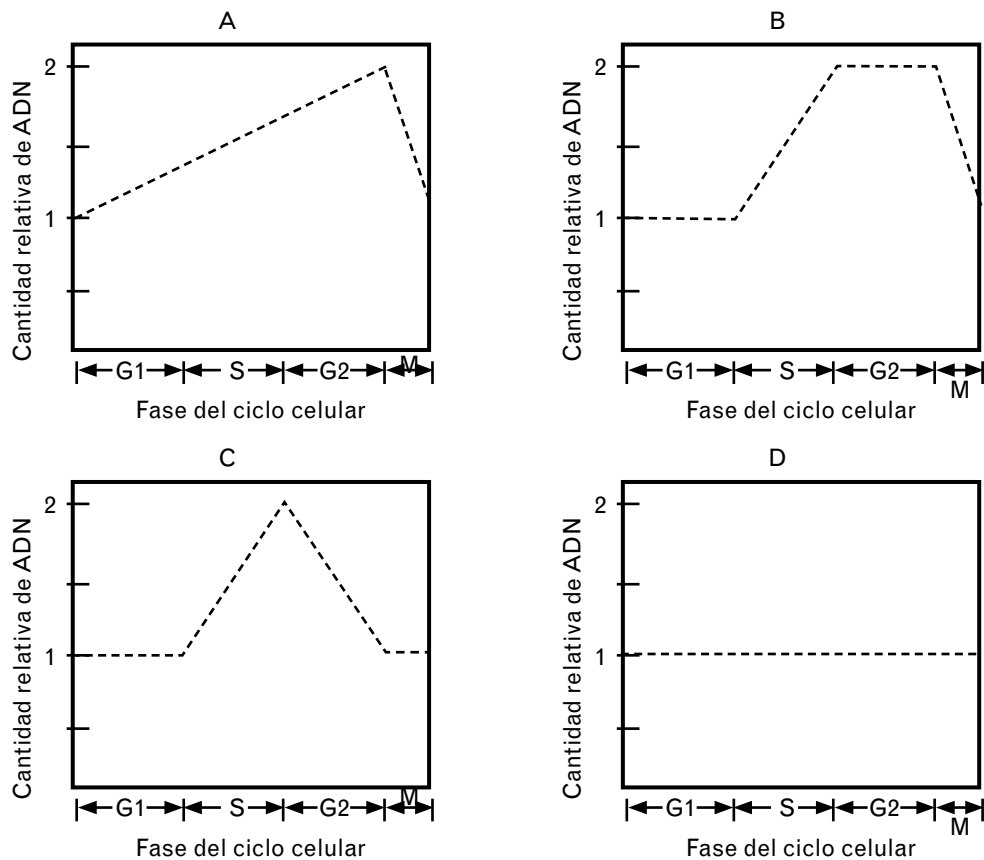 A
Cantidad relativa de ADN
2
1
G1 S G2 M
Fase del ciclo celular
B
Cantidad relativa de ADN
2
1
G1 S G2 M
Fase del ciclo celular
C
Cantidad relativa de ADN
2
1
G1 S G2 M
Fase del ciclo celular
D
Cantidad relativa de ADN
2
1
G1 S G2 M
Fase del ciclo celular